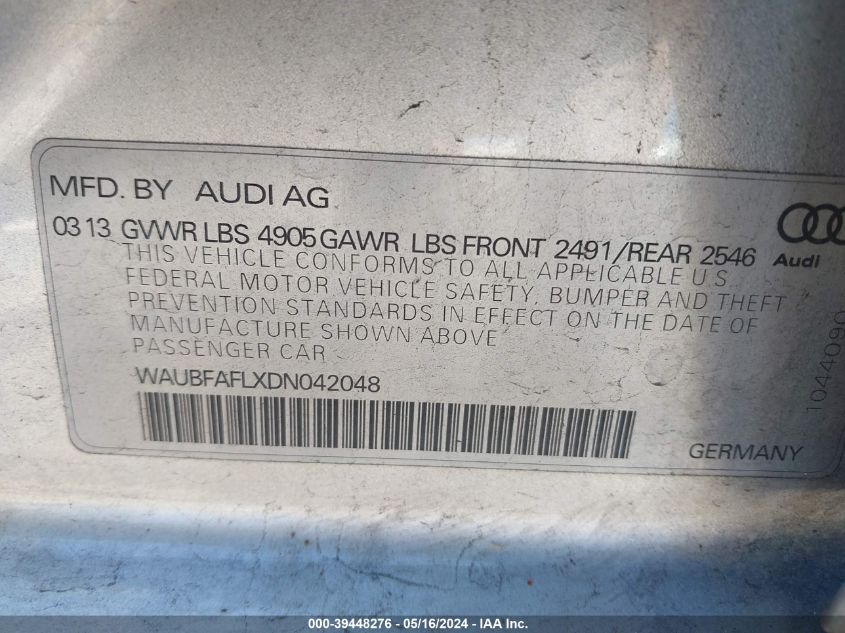 MFD. BY AUDI AG
03 13 GVWR LBS 4905 GAWR LBS FRONT 2491/REAR 2546
Audi
THIS VEHICLE CONFORMS TO ALL APPLICABLE U S
FEDERAL MOTOR VEHICLE SAFETY, BUMPER AND THEFT
PREVENTION STANDARDS IN EFFECT ON THE DATE OF
MANUFACTURE SHOWN ABOVE
PASSENGER CAR
WAUBFAFLXDN042048
GERMANY
1044090
000-39448276 - 05/16/2024 - IAA Inc.